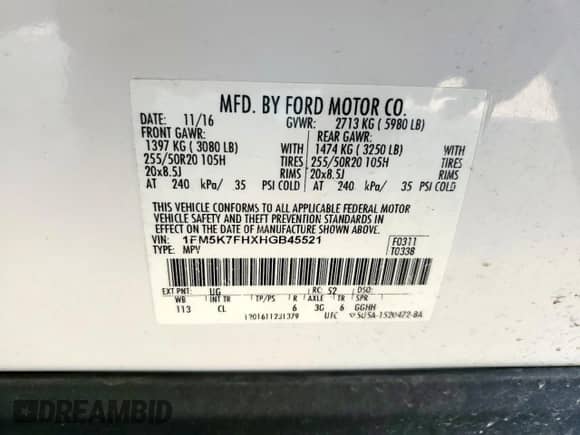 MFD. BY FORD MOTOR CO.
DATE: 11/16 GVWR: 2713 KG ( 5980 LB)
FRONT GAWR: REAR GAWR:
1397 KG ( 3080 LB) 1474 KG ( 3250 LB)
255/50R20 105H TIRES 255/50R20 105H TIRES
20x8.5J RIMS 20x8.5J RIMS
AT 240 kPa/ 35 PSI COLD AT 240 kPa/ 35 PSI COLD
THIS VEHICLE CONFORMS TO ALL APPLICABLE FEDERAL MOTOR
VEHICLE SAFETY AND THEFT PREVENTION STANDARDS IN
EFFECT ON THE DATE OF MANUFACTURE SHOWN ABOVE.
VIN: 1FM5K7FHXHGB45521 F0311
TYPE: MPV T0338
EXT PNT: UG RC: 52 DSO:
WB INT TR TP/PS R AXLE TR SPR
113 CL 6 3G 6 GGHH
UFC
DREAMBID